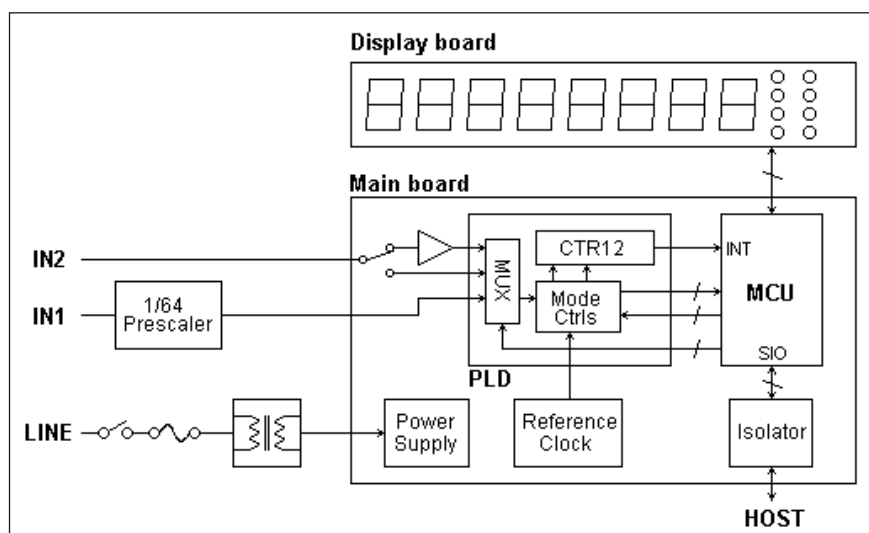 Display board
Main board
IN2
IN1
1/64
Prescaler
MUX
CTR12
Mode
Ctrls
INT
MCU
SIO
PLD
LINE
Power
Supply
Reference
Clock
Isolator
HOST